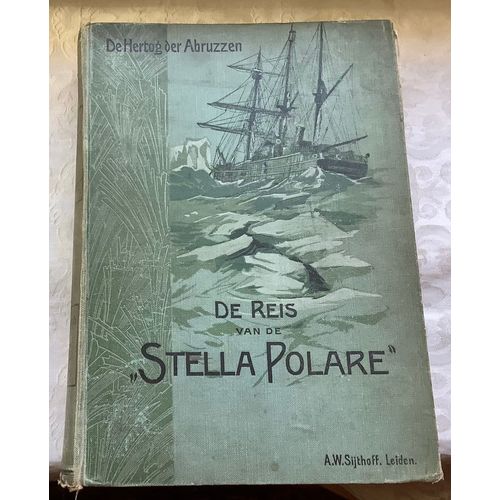 De Hertog der Abruzzen
DE REIS
VAN DE
„STELLA POLARE"
A.W. Sijthoff. Leiden.